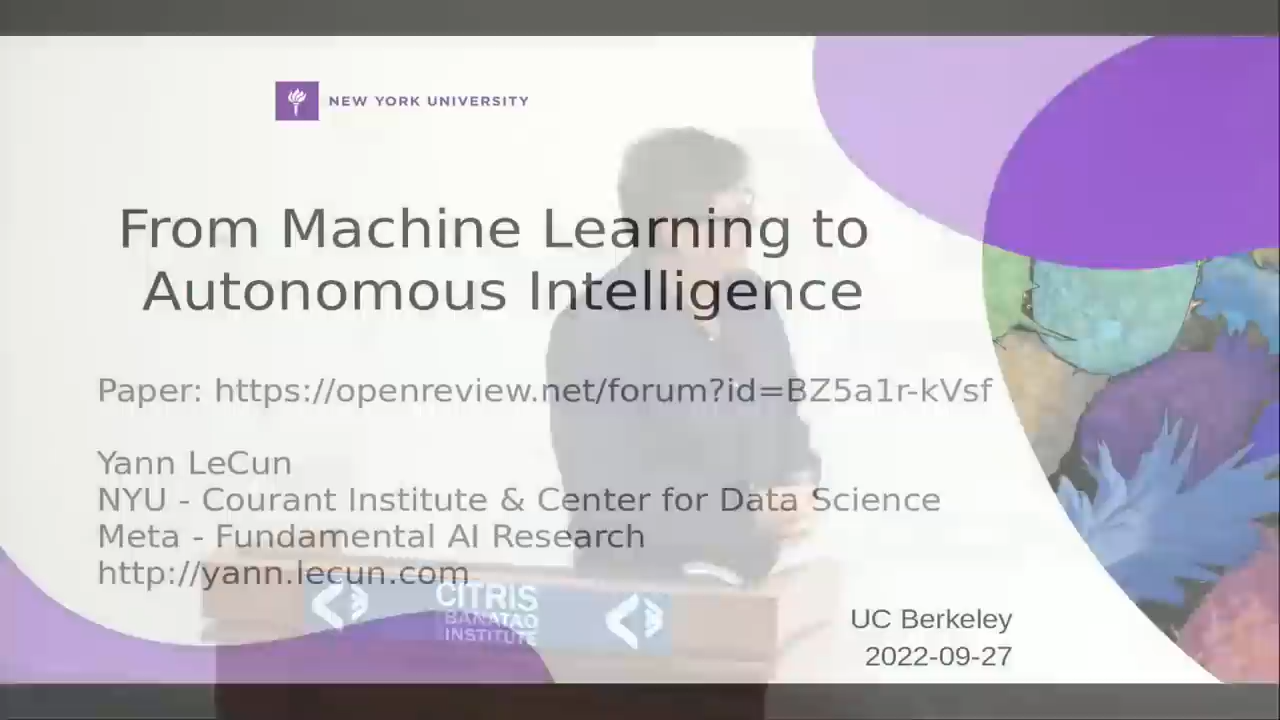 NEW YORK UNIVERSITY
From Machine Learning to
Autonomous Intelligence
Paper: https://openreview.net/forum?id=BZ5a1r-kVsf
Yann LeCun
NYU - Courant Institute & Center for Data Science
Meta - Fundamental AI Research
http://yann.lecun.com
CITRIS
BANATAO
INSTITUTE
UC Berkeley
2022-09-27